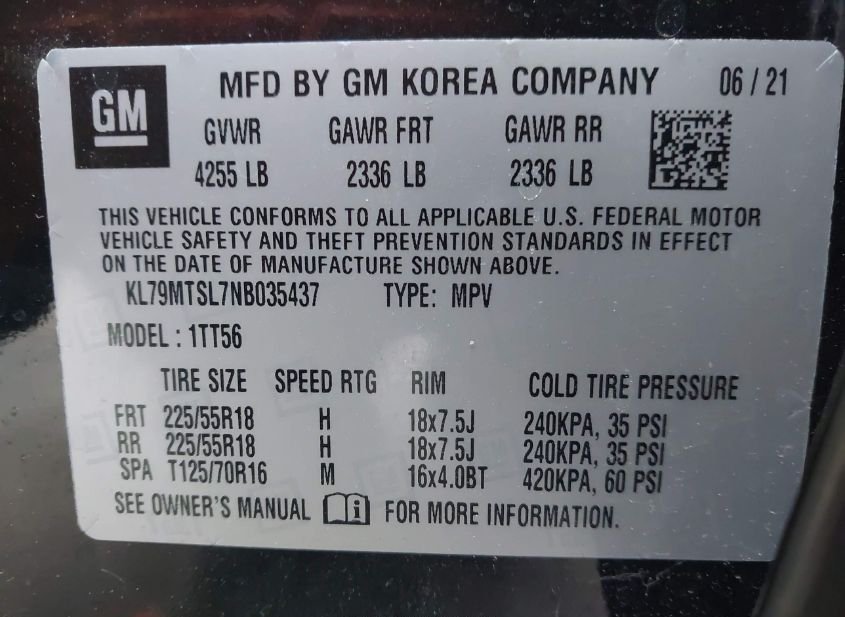 GM
MFD BY GM KOREA COMPANY 06 / 21
GVWR GAWR FRT GAWR RR
4255 LB 2336 LB 2336 LB
THIS VEHICLE CONFORMS TO ALL APPLICABLE U.S. FEDERAL MOTOR
VEHICLE SAFETY AND THEFT PREVENTION STANDARDS IN EFFECT
ON THE DATE OF MANUFACTURE SHOWN ABOVE.
KL79MTSL7NB035437 TYPE: MPV
MODEL : 1TT56
TIRE SIZE SPEED RTG RIM COLD TIRE PRESSURE
FRT 225/55R18 H 18x7.5J 240KPA, 35 PSI
RR 225/55R18 H 18x7.5J 240KPA, 35 PSI
SPA T125/70R16 M 16x4.0BT 420KPA, 60 PSI
SEE OWNER'S MANUAL i FOR MORE INFORMATION.